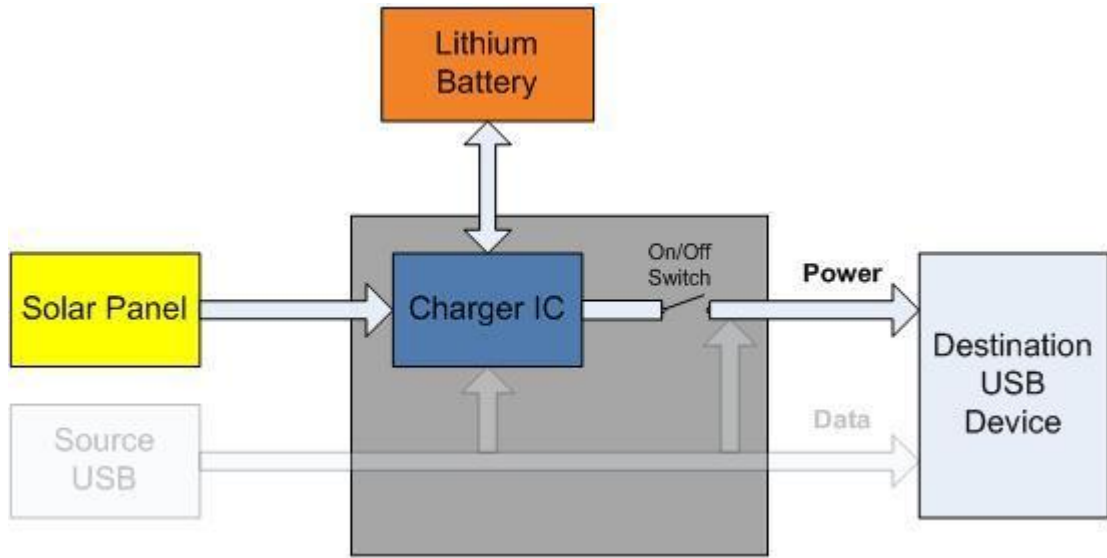 Lithium
Battery
On/Off
Switch
Power
Solar Panel
Charger IC
Destination
USB
Device
Data
Source
USB